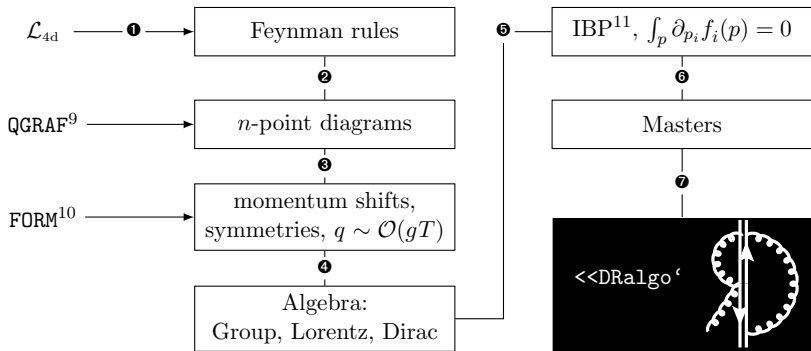 ℒ₄d ❶ Feynman rules
❷
QGRAF⁹ n-point diagrams
❸
FORM¹⁰ momentum shifts,
symmetries, q ∼ 𝒪(gT)
❹
Algebra:
Group, Lorentz, Dirac
❺ IBP¹¹, ∫ₚ ∂ₚᵢ fᵢ(p) = 0
❻
Masters
❼
<<DRalgo‘